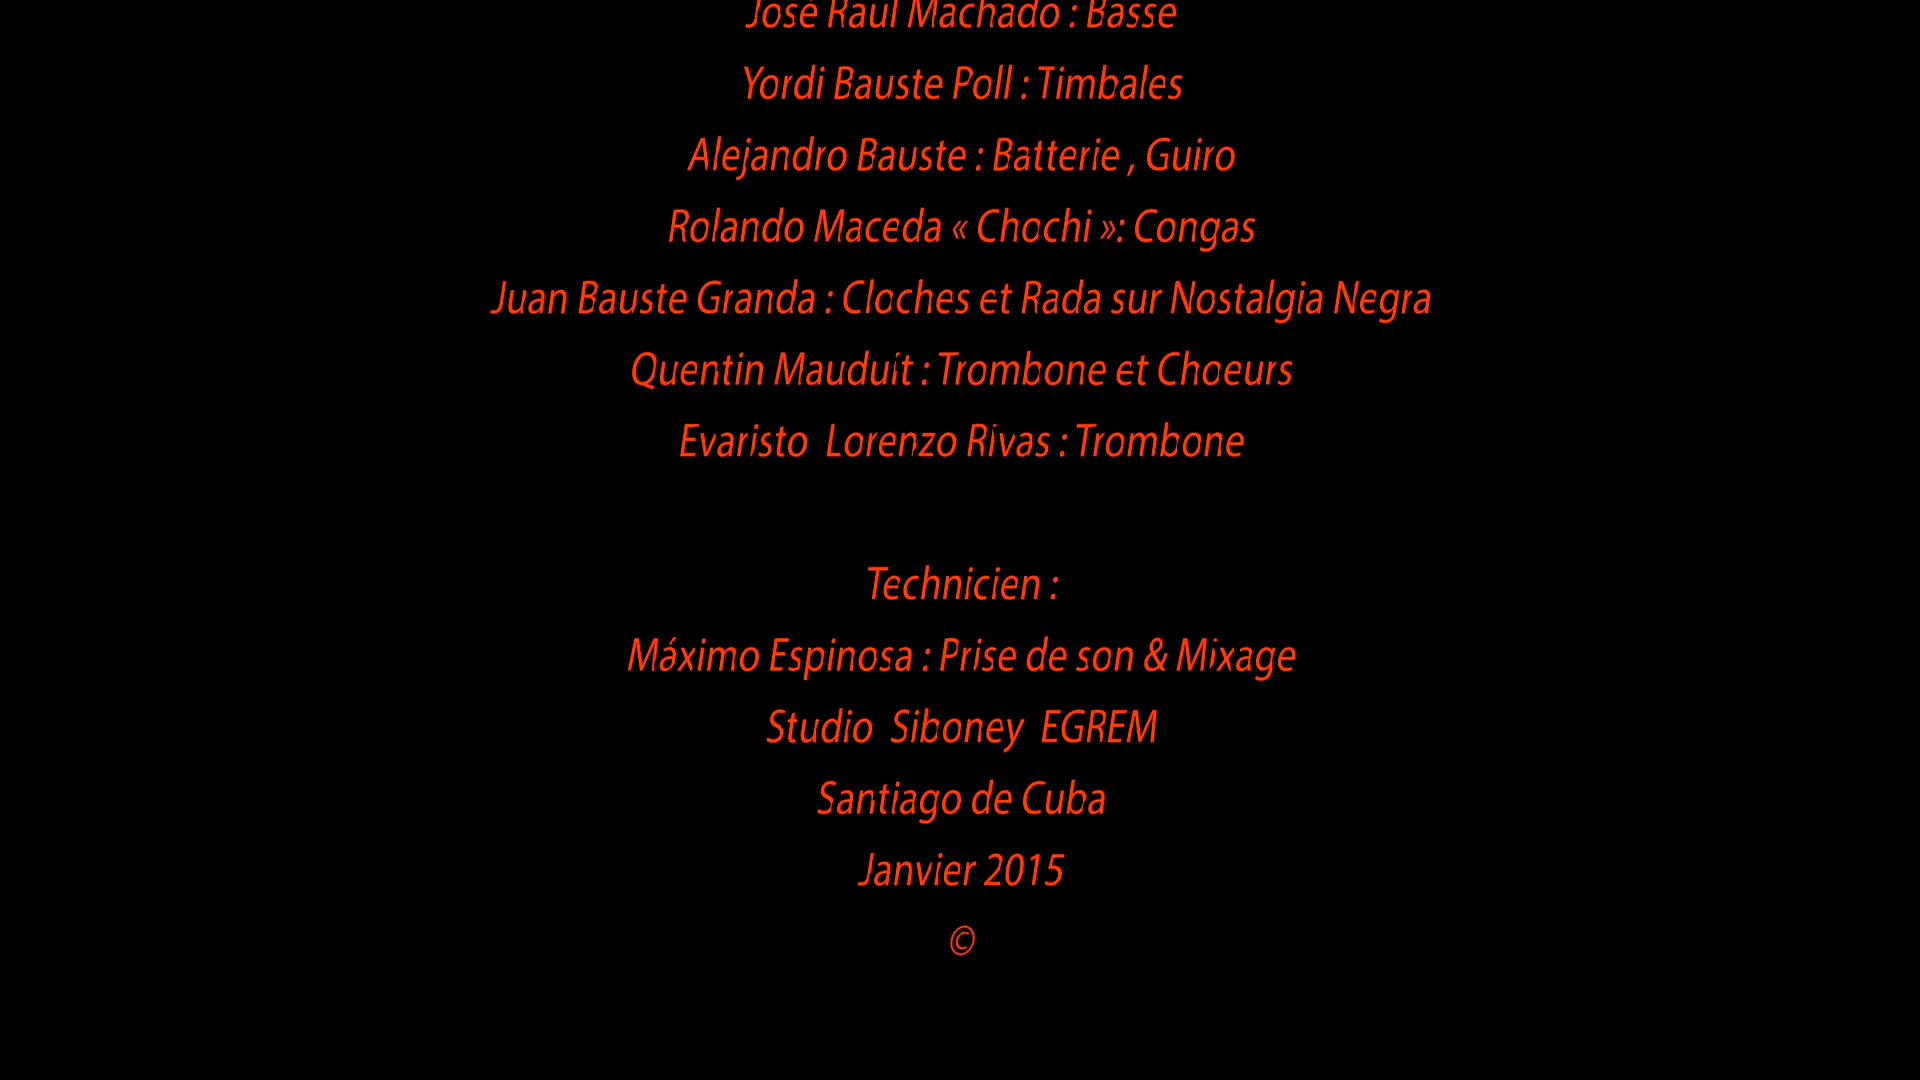 José Raul Machado : Basse
Yordi Bauste Poll : Timbales
Alejandro Bauste : Batterie , Guiro
Rolando Maceda « Chochi »: Congas
Juan Bauste Granda : Cloches et Rada sur Nostalgia Negra
Quentin Mauduit : Trombone et Choeurs
Evaristo  Lorenzo Rivas : Trombone
Technicien :
Máximo Espinosa : Prise de son & Mixage
Studio  Siboney  EGREM
Santiago de Cuba
Janvier 2015
©